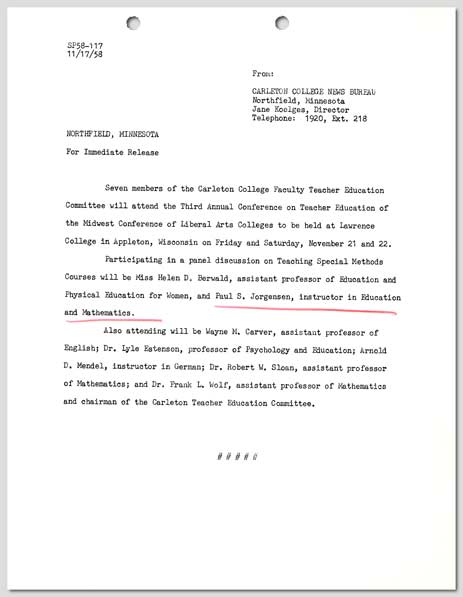 SP58-117
11/17/58
From:
CARLETON COLLEGE NEWS BUREAU
Northfield, Minnesota
Jane Koelges, Director
Telephone: 1920, Ext. 218
NORTHFIELD, MINNESOTA
For Immediate Release
Seven members of the Carleton College Faculty Teacher Education
Committee will attend the Third Annual Conference on Teacher Education of
the Midwest Conference of Liberal Arts Colleges to be held at Lawrence
College in Appleton, Wisconsin on Friday and Saturday, November 21 and 22.
Participating in a panel discussion on Teaching Special Methods
Courses will be Miss Helen D. Berwald, assistant professor of Education and
Physical Education for Women, and Paul S. Jorgensen, instructor in Education
and Mathematics.
Also attending will be Wayne M. Carver, assistant professor of
English; Dr. Lyle Estenson, professor of Psychology and Education; Arnold
D. Mendel, instructor in German; Dr. Robert W. Sloan, assistant professor
of Mathematics; and Dr. Frank L. Wolf, assistant professor of Mathematics
and chairman of the Carleton Teacher Education Committee.
# # # # #